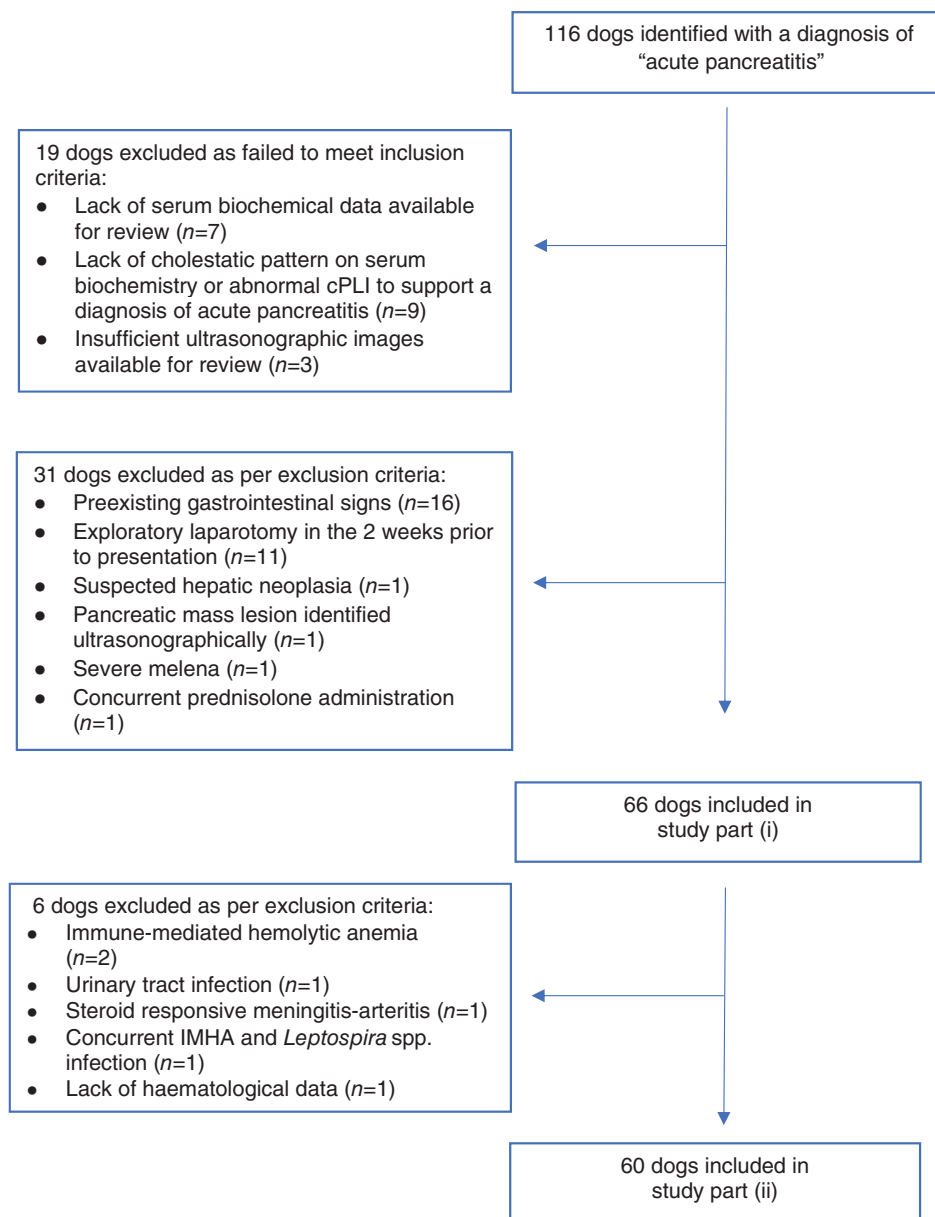 116 dogs identified with a diagnosis of
“acute pancreatitis”
19 dogs excluded as failed to meet inclusion
criteria:
● Lack of serum biochemical data available
for review (n=7)
● Lack of cholestatic pattern on serum
biochemistry or abnormal cPLI to support a
diagnosis of acute pancreatitis (n=9)
● Insufficient ultrasonographic images
available for review (n=3)
31 dogs excluded as per exclusion criteria:
● Preexisting gastrointestinal signs (n=16)
● Exploratory laparotomy in the 2 weeks prior
to presentation (n=11)
● Suspected hepatic neoplasia (n=1)
● Pancreatic mass lesion identified
ultrasonographically (n=1)
● Severe melena (n=1)
● Concurrent prednisolone administration
(n=1)
66 dogs included in
study part (i)
6 dogs excluded as per exclusion criteria:
● Immune-mediated hemolytic anemia
(n=2)
● Urinary tract infection (n=1)
● Steroid responsive meningitis-arteritis (n=1)
● Concurrent IMHA and Leptospira spp.
infection (n=1)
● Lack of haematological data (n=1)
60 dogs included in
study part (ii)